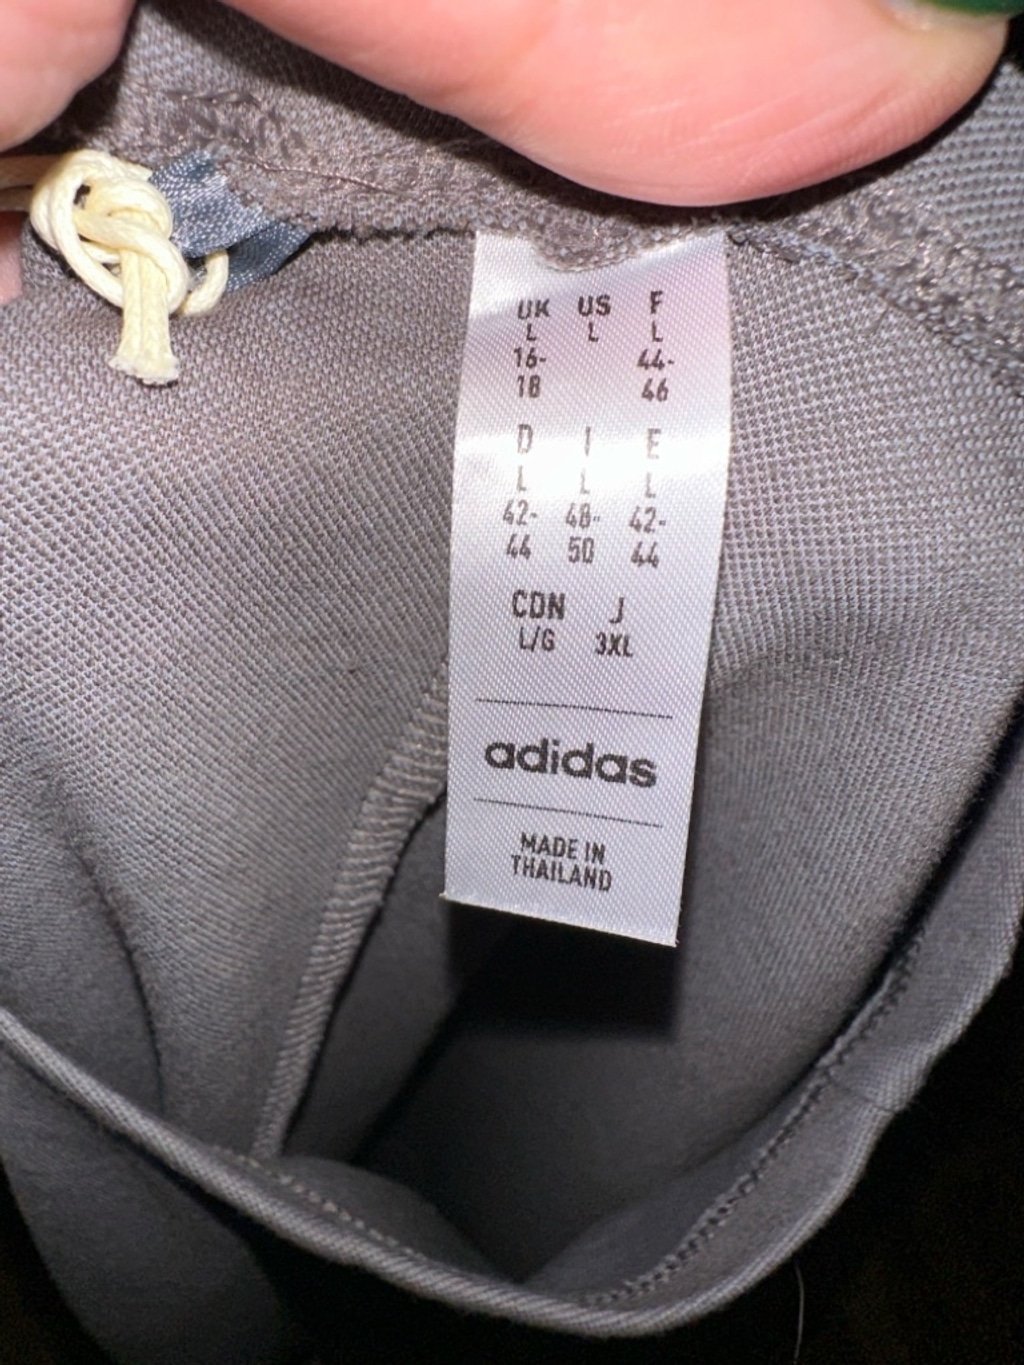 UK US F
L L L
16- 44-
18 46
D I E
L L L
42- 48- 42-
44 50 44
CDN J
L/G 3XL
adidas
MADE IN
THAILAND